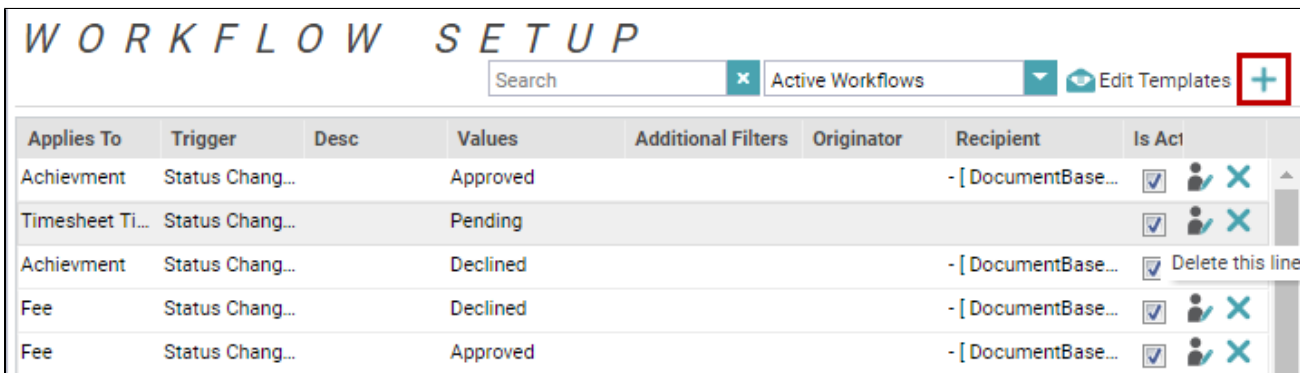 WORKFLOW SETUP
Search Active Workflows Edit Templates
Applies To Trigger Desc Values Additional Filters Originator Recipient Is Act
Achievment Status Chang... Approved - [ DocumentBase...
Timesheet Ti... Status Chang... Pending
Achievment Status Chang... Declined - [ DocumentBase... Delete this line
Fee Status Chang... Declined - [ DocumentBase...
Fee Status Chang... Approved - [ DocumentBase...